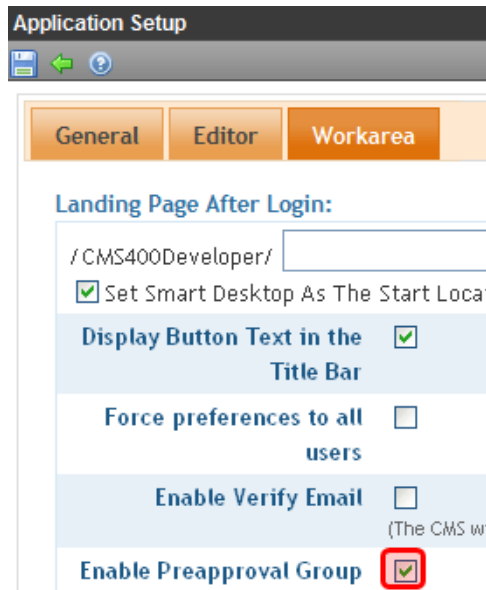 Application Setup
General Editor Workarea
Landing Page After Login:
/CMS400Developer/
Set Smart Desktop As The Start Loca
Display Button Text in the
Title Bar
Force preferences to all
users
Enable Verify Email
(The CMS w
Enable Preapproval Group